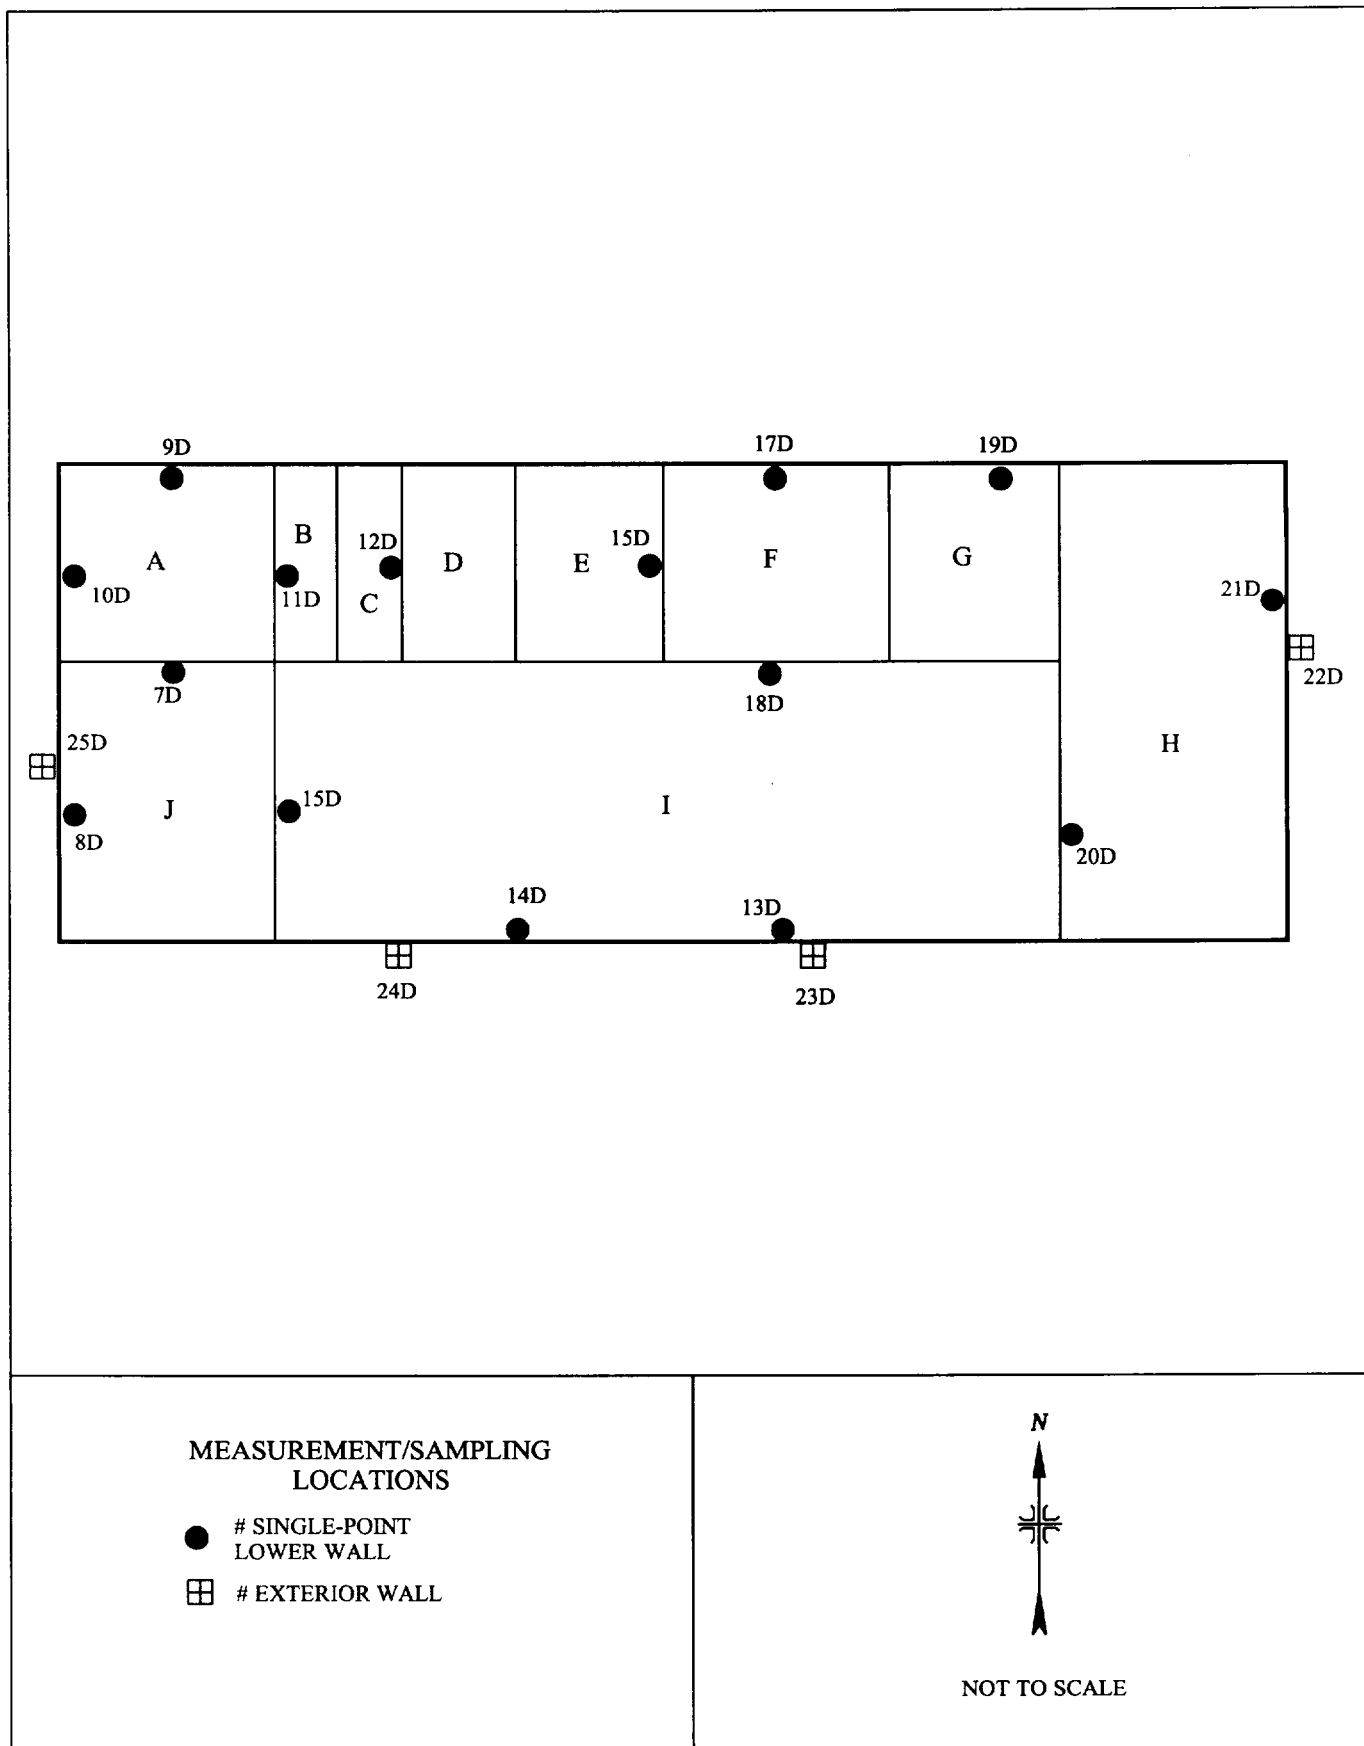 9D
17D
19D
B
12D
15D
A
D
E
F
G
10D
11D
C
21D
7D
18D
22D
25D
H
J
15D
I
8D
20D
14D
13D
24D
23D
MEASUREMENT/SAMPLING
LOCATIONS
# SINGLE-POINT
LOWER WALL
# EXTERIOR WALL
N
NOT TO SCALE